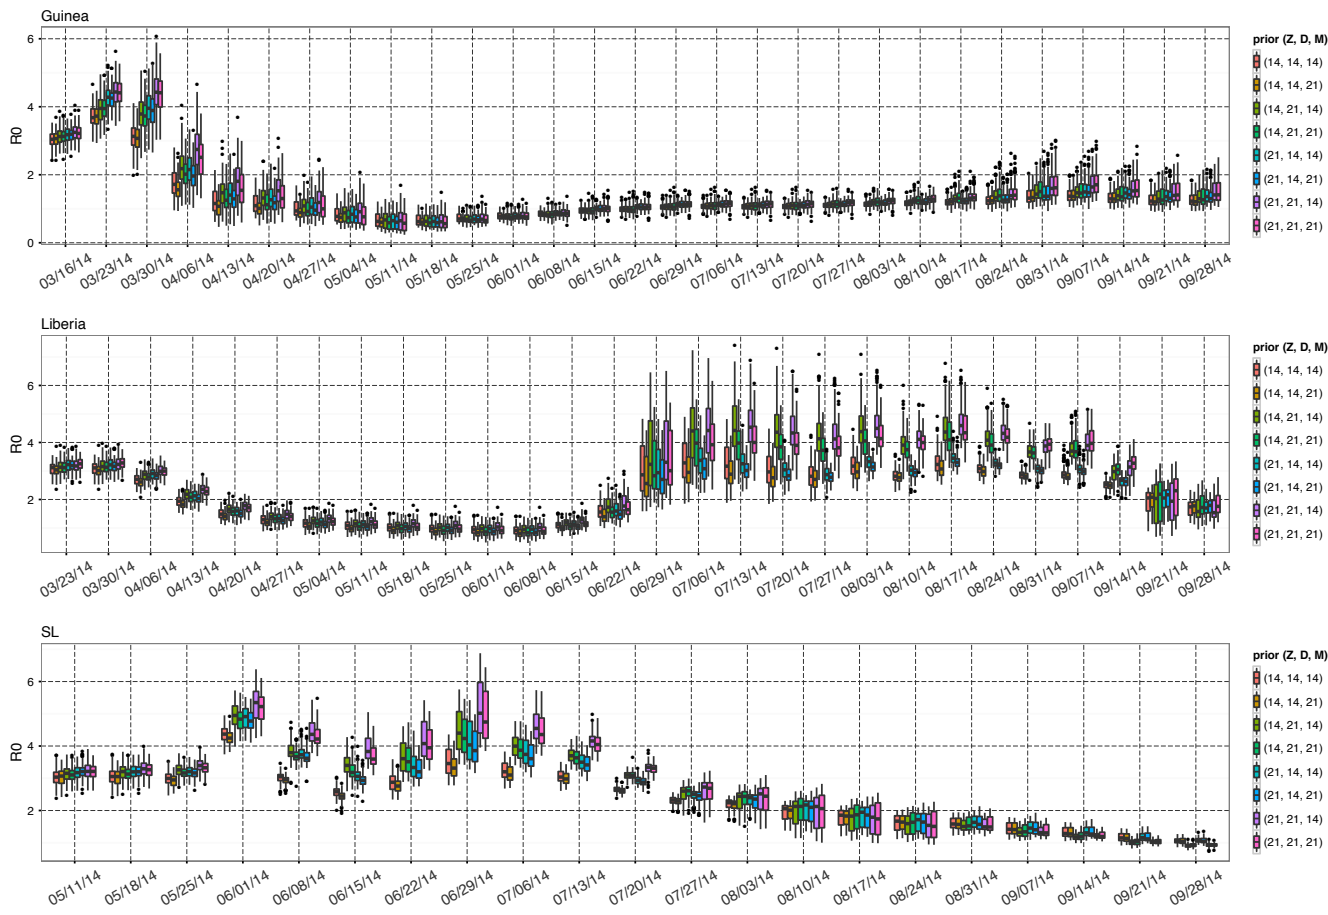 Guinea
R0
6
4
2
0
03/16/14
03/23/14
03/30/14
04/06/14
04/13/14
04/20/14
04/27/14
05/04/14
05/11/14
05/18/14
05/25/14
06/01/14
06/08/14
06/15/14
06/22/14
06/29/14
07/06/14
07/13/14
07/20/14
07/27/14
08/03/14
08/10/14
08/17/14
08/24/14
08/31/14
09/07/14
09/14/14
09/21/14
09/28/14
prior (Z, D, M)
(14, 14, 14)
(14, 14, 21)
(14, 21, 14)
(14, 21, 21)
(21, 14, 14)
(21, 14, 21)
(21, 21, 14)
(21, 21, 21)
Liberia
R0
6
4
2
03/23/14
03/30/14
04/06/14
04/13/14
04/20/14
04/27/14
05/04/14
05/11/14
05/18/14
05/25/14
06/01/14
06/08/14
06/15/14
06/22/14
06/29/14
07/06/14
07/13/14
07/20/14
07/27/14
08/03/14
08/10/14
08/17/14
08/24/14
08/31/14
09/07/14
09/14/14
09/21/14
09/28/14
prior (Z, D, M)
(14, 14, 14)
(14, 14, 21)
(14, 21, 14)
(14, 21, 21)
(21, 14, 14)
(21, 14, 21)
(21, 21, 14)
(21, 21, 21)
SL
R0
6
4
2
05/11/14
05/18/14
05/25/14
06/01/14
06/08/14
06/15/14
06/22/14
06/29/14
07/06/14
07/13/14
07/20/14
07/27/14
08/03/14
08/10/14
08/17/14
08/24/14
08/31/14
09/07/14
09/14/14
09/21/14
09/28/14
prior (Z, D, M)
(14, 14, 14)
(14, 14, 21)
(14, 21, 14)
(14, 21, 21)
(21, 14, 14)
(21, 14, 21)
(21, 21, 14)
(21, 21, 21)